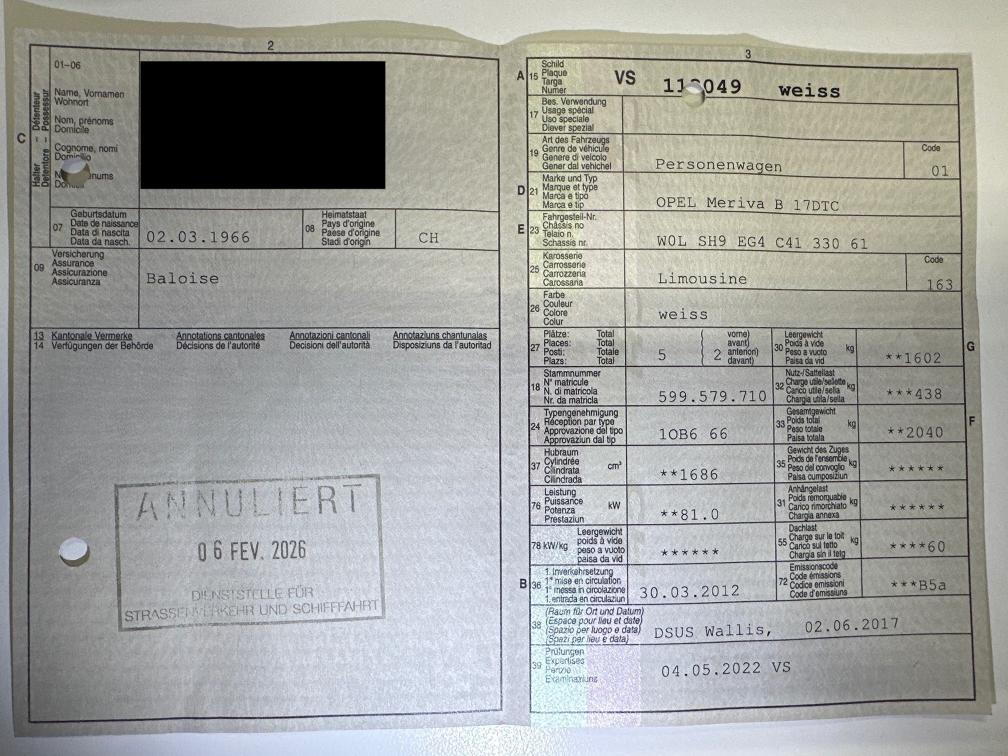 2
01-06
Name, Vornamen
Wohnort
Nom, prénoms
Domicile
Cognome, nomi
Domicilio
C
Halter – Détenteur
Detentore – Possessur
07
Geburtsdatum
Date de naissance
Data di nascita
Data da nasch.
02.03.1966
08
Heimatstaat
Pays d'origine
Paese d'origine
Stadi d'origin
CH
09
Versicherung
Assurance
Assicurazione
Assicuranza
Baloise
13 Kantonale Vermerke Annotations cantonales Annotazioni cantonali Annotaziuns chantunalas
14 Verfügungen der Behörde Décisions de l'autorité Decisioni dell'autorità Disposiziuns da l'autoritad
ANNULIERT
06 FEV. 2026
DIENSTSTELLE FÜR
STRASSENVERKEHR UND SCHIFFFAHRT
3
A 15
Schild
Plaque
Targa
Numer
VS 049 weiss
17
Bes. Verwendung
Usage spécial
Uso speciale
Diever spezial
19
Art des Fahrzeugs
Genre de véhicule
Genere di veicolo
Gener dal vehichel
Personenwagen
Code
01
D 21
Marke und Typ
Marque et type
Marca e tipo
Marca e tip
OPEL Meriva B 17DTC
E 23
Fahrgestell-Nr.
Châssis no
Telaio n.
Schassis nr.
W0L SH9 EG4 C41 330 61
25
Karosserie
Carrosserie
Carrozzeria
Carossaria
Limousine
Code
163
26
Farbe
Couleur
Colore
Colur
weiss
27
Plätze: Total
Places: Total
Posti: Totale
Plazs: Total
5
( 2
vorne)
avant)
anteriori)
davant)
30
Leergewicht
Poids à vide
Peso a vuoto
Paisa da vid
kg
**1602
G
18
Stammnummer
N° matricule
N. di matricola
Nr. da matricla
599.579.710
32
Nutz-/Sattellast
Charge utile/sellette
Carico utile/sella
Chargia utila/sella
kg
***438
24
Typengenehmigung
Réception par type
Approvazione del tipo
Approvaziun dal tip
1OB6 66
33
Gesamtgewicht
Poids total
Peso totale
Paisa totala
kg
**2040
F
37
Hubraum
Cylindrée
Cilindrata
Cilindrada
cm³
**1686
35
Gewicht des Zuges
Poids de l'ensemble
Peso del convoglio
Paisa cumposiziun
kg
******
76
Leistung
Puissance
Potenza
Prestaziun
kW
**81.0
31
Anhängelast
Poids remorquable
Carico rimorchiato
Chargia annexa
kg
******
78 kW/kg
Leergewicht
poids à vide
peso a vuoto
paisa da vid
******
55
Dachlast
Charge sur le toit
Carico sul tetto
Chargia sin il tetg
kg
****60
B 36
1. Inverkehrsetzung
1re mise en circulation
1a messa in circolazione
1. entrada en circulaziun
30.03.2012
72
Emissionscode
Code émissions
Codice emissioni
Code d'emissiuns
***B5a
38
(Raum für Ort und Datum)
(Espace pour lieu et date)
(Spazio per luogo e data)
(Spazi per lieu e data)
DSUS Wallis, 02.06.2017
39
Prüfungen
Expertises
Perizie
Examinaziuns
04.05.2022 VS